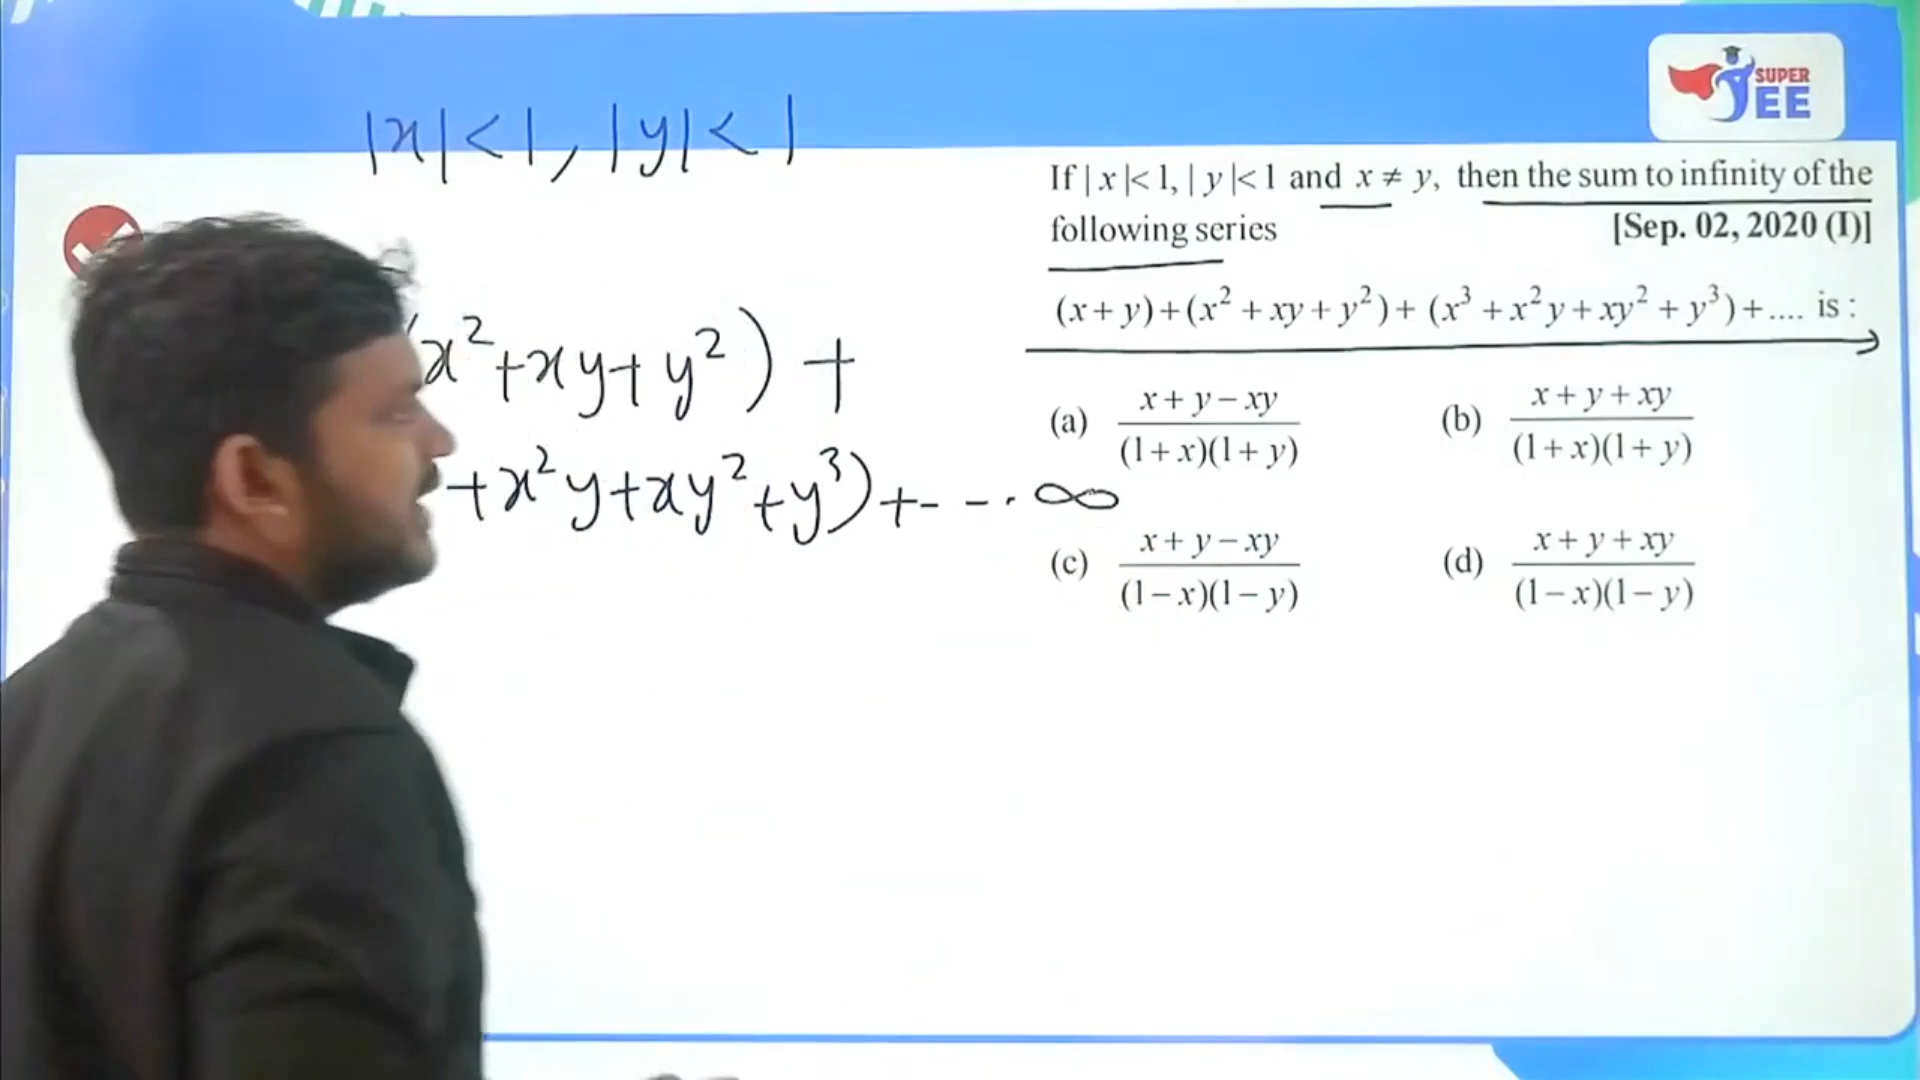 |x|<1, |y|<1
SUPER
JEE
If | x |< 1, | y |< 1 and x ≠ y, then the sum to infinity of the
following series [Sep. 02, 2020 (I)]
(x + y) + (x² + xy + y²) + (x³ + x²y + xy² + y³) + .... is :
(x²+xy+y²) +
+x²y+xy²+y³)+- - · ∞
(a) x + y − xy / (1 + x)(1 + y) (b) x + y + xy / (1 + x)(1 + y)
(c) x + y − xy / (1 − x)(1 − y) (d) x + y + xy / (1 − x)(1 − y)